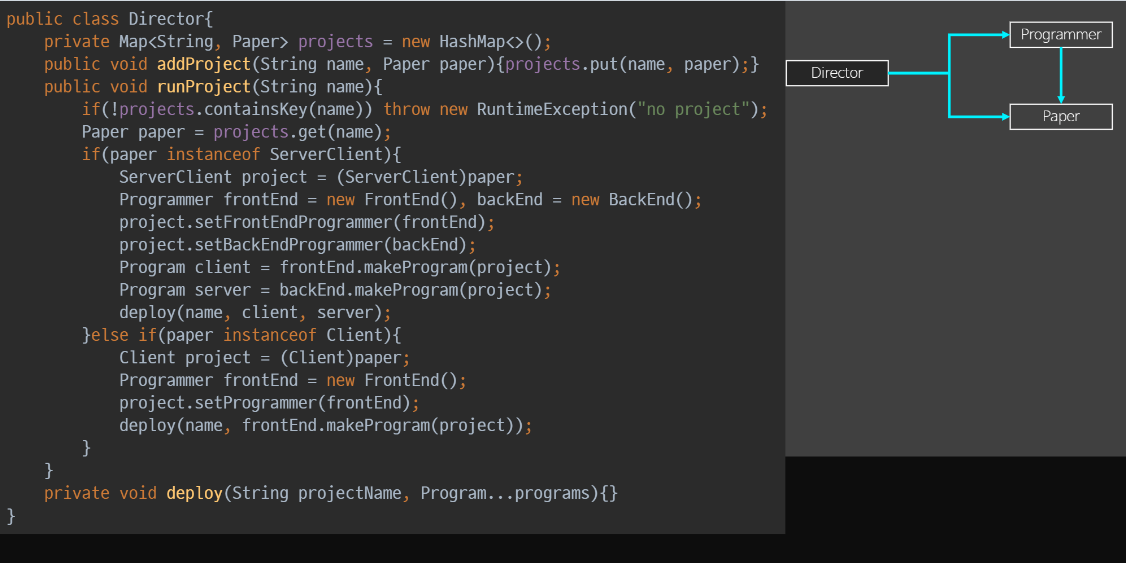 public class Director{
    private Map<String, Paper> projects = new HashMap<>();
    public void addProject(String name, Paper paper){projects.put(name, paper);}
    public void runProject(String name){
        if(!projects.containsKey(name)) throw new RuntimeException("no project");
        Paper paper = projects.get(name);
        if(paper instanceof ServerClient){
            ServerClient project = (ServerClient)paper;
            Programmer frontEnd = new FrontEnd(), backEnd = new BackEnd();
            project.setFrontEndProgrammer(frontEnd);
            project.setBackEndProgrammer(backEnd);
            Program client = frontEnd.makeProgram(project);
            Program server = backEnd.makeProgram(project);
            deploy(name, client, server);
        }else if(paper instanceof Client){
            Client project = (Client)paper;
            Programmer frontEnd = new FrontEnd();
            project.setProgrammer(frontEnd);
            deploy(name, frontEnd.makeProgram(project));
        }
    }
    private void deploy(String projectName, Program...programs){}
}
Programmer
Director
Paper